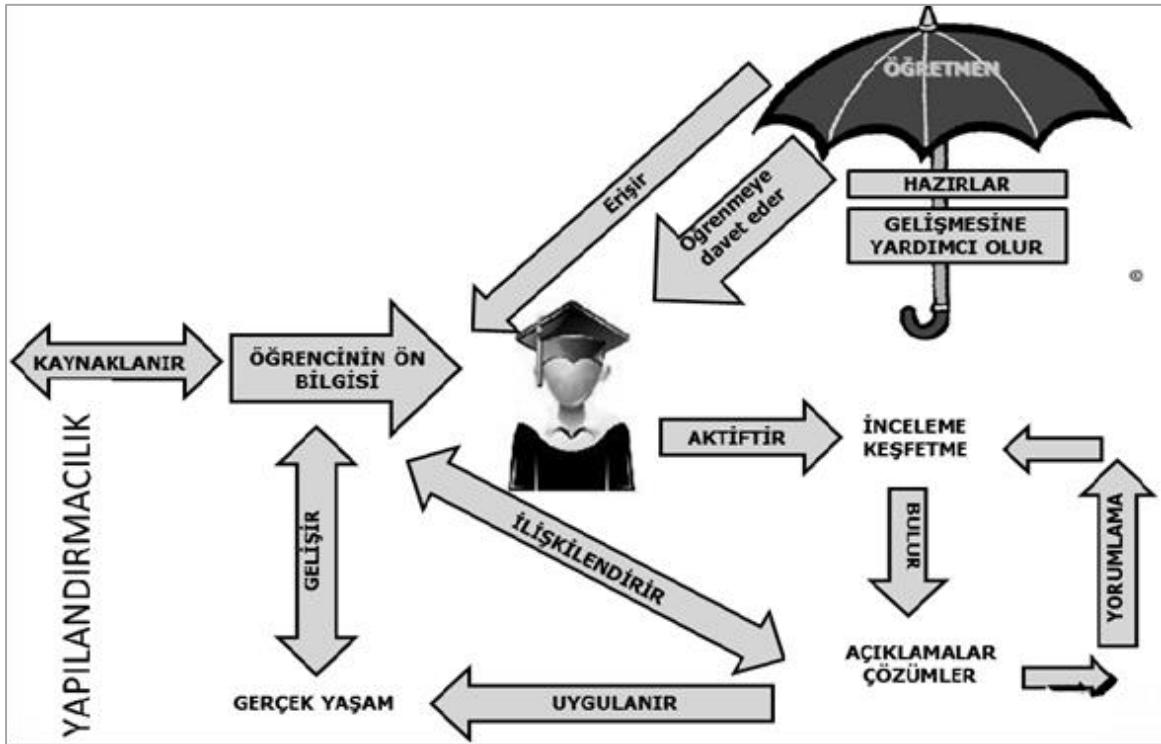 ÖĞRETMEN
HAZIRLAR
GELİŞMESİNE
YARDIMCI OLUR
Erişir
Öğrenmeye
davet eder
©
KAYNAKLANIR
ÖĞRENCİNİN ÖN
BİLGİSİ
AKTİFTİR
İNCELEME
KEŞFETME
BULUR
YORUMLAMA
GELİŞİR
İLİŞKİLENDİRİR
AÇIKLAMALAR
ÇÖZÜMLER
GERÇEK YAŞAM
UYGULANIR
YAPILANDIRMACILIK